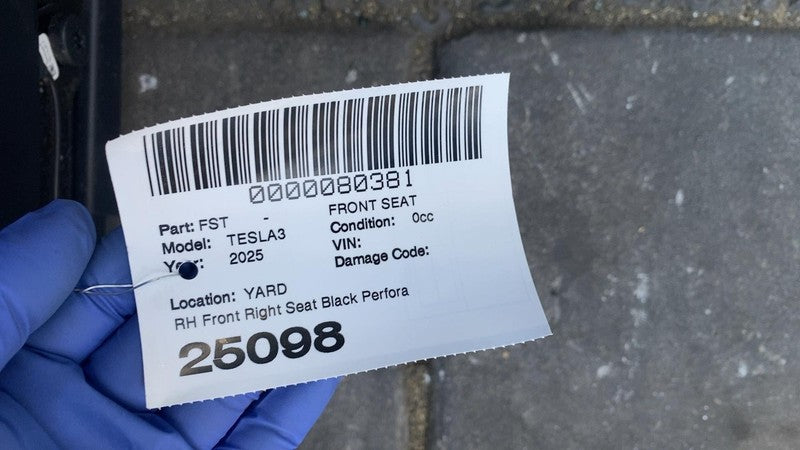 0000080381
Part: FST - FRONT SEAT
Model: TESLA3 Condition: 0cc
Year: 2025 VIN:
Damage Code:
Location: YARD
RH Front Right Seat Black Perfora
25098